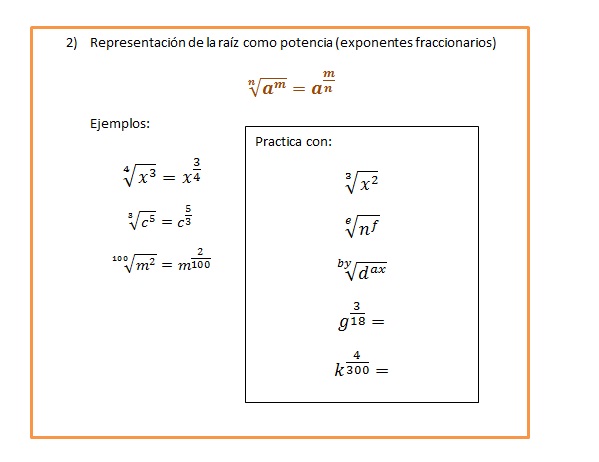 2) Representación de la raíz como potencia (exponentes fraccionarios)
$\sqrt[n]{a^m} = a^{\frac{m}{n}}$
Ejemplos:
$\sqrt[4]{x^3} = x^{\frac{3}{4}}$
$\sqrt[3]{c^5} = c^{\frac{5}{3}}$
$\sqrt[100]{m^2} = m^{\frac{2}{100}}$
Practica con:
$\sqrt[3]{x^2}$
$\sqrt[e]{n^f}$
$\sqrt[by]{d^{ax}}$
$g^{\frac{3}{18}} =$
$k^{\frac{4}{300}} =$